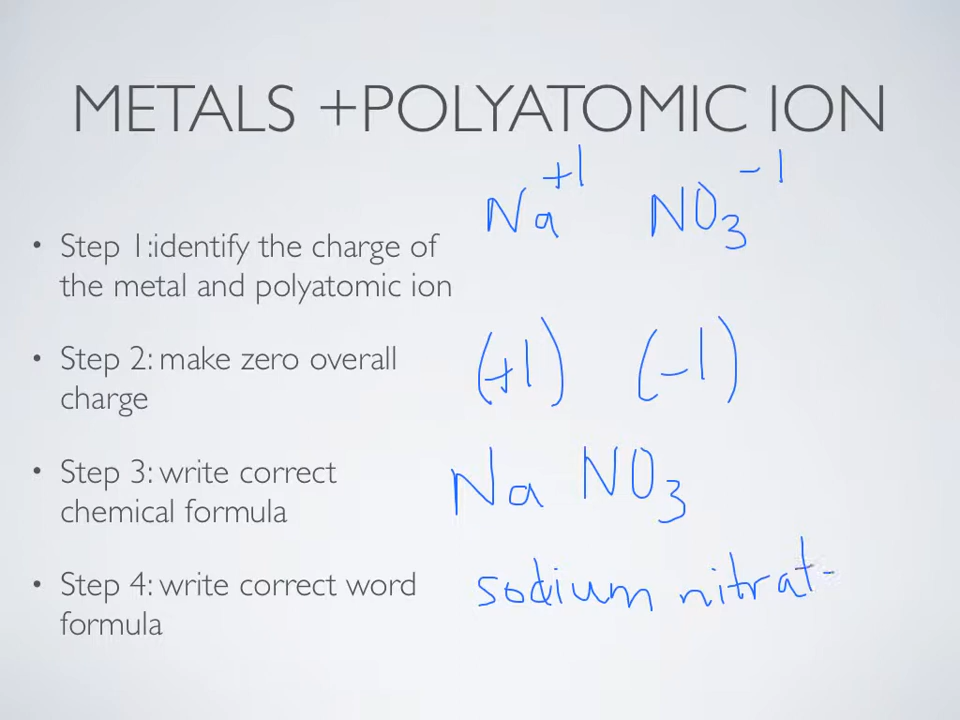 METALS +POLYATOMIC ION
Na+1 NO3-1
• Step 1:identify the charge of
the metal and polyatomic ion
• Step 2: make zero overall
charge
(+1) (-1)
• Step 3: write correct
chemical formula
Na NO3
• Step 4: write correct word
formula
sodium nitrat-